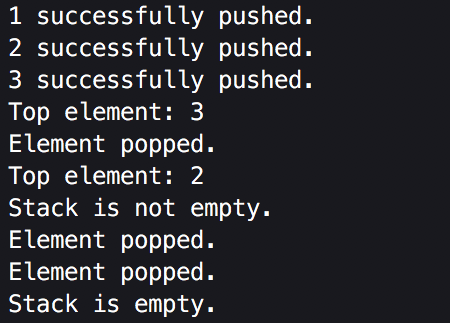 1 successfully pushed.
2 successfully pushed.
3 successfully pushed.
Top element: 3
Element popped.
Top element: 2
Stack is not empty.
Element popped.
Element popped.
Stack is empty.